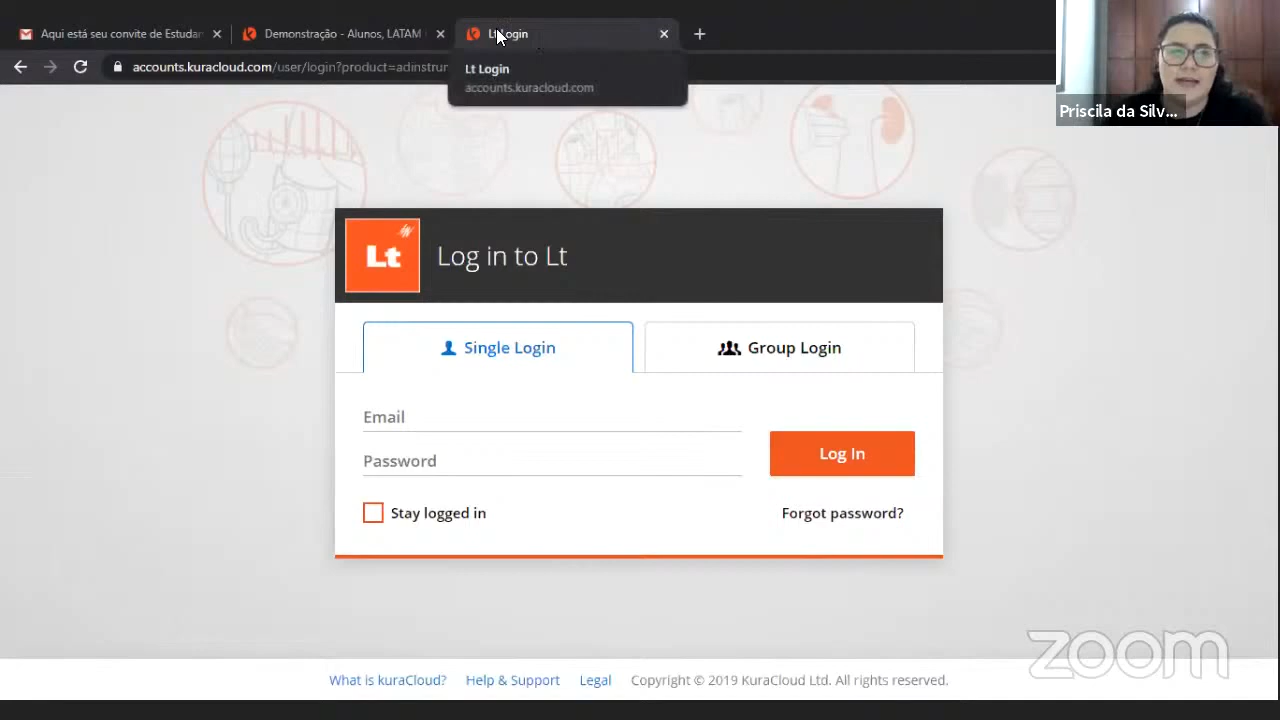 Aqui está seu convite de Estudan
Demonstração - Alunos, LATAM
Lt Login
accounts.kuracloud.com/user/login?product=adinstrum
Lt Login
accounts.kuracloud.com
Priscila da Silv...
Lt
Log in to Lt
Single Login
Group Login
Email
Password
Log In
Stay logged in
Forgot password?
zoom
What is kuraCloud?
Help & Support
Legal
Copyright © 2019 KuraCloud Ltd. All rights reserved.